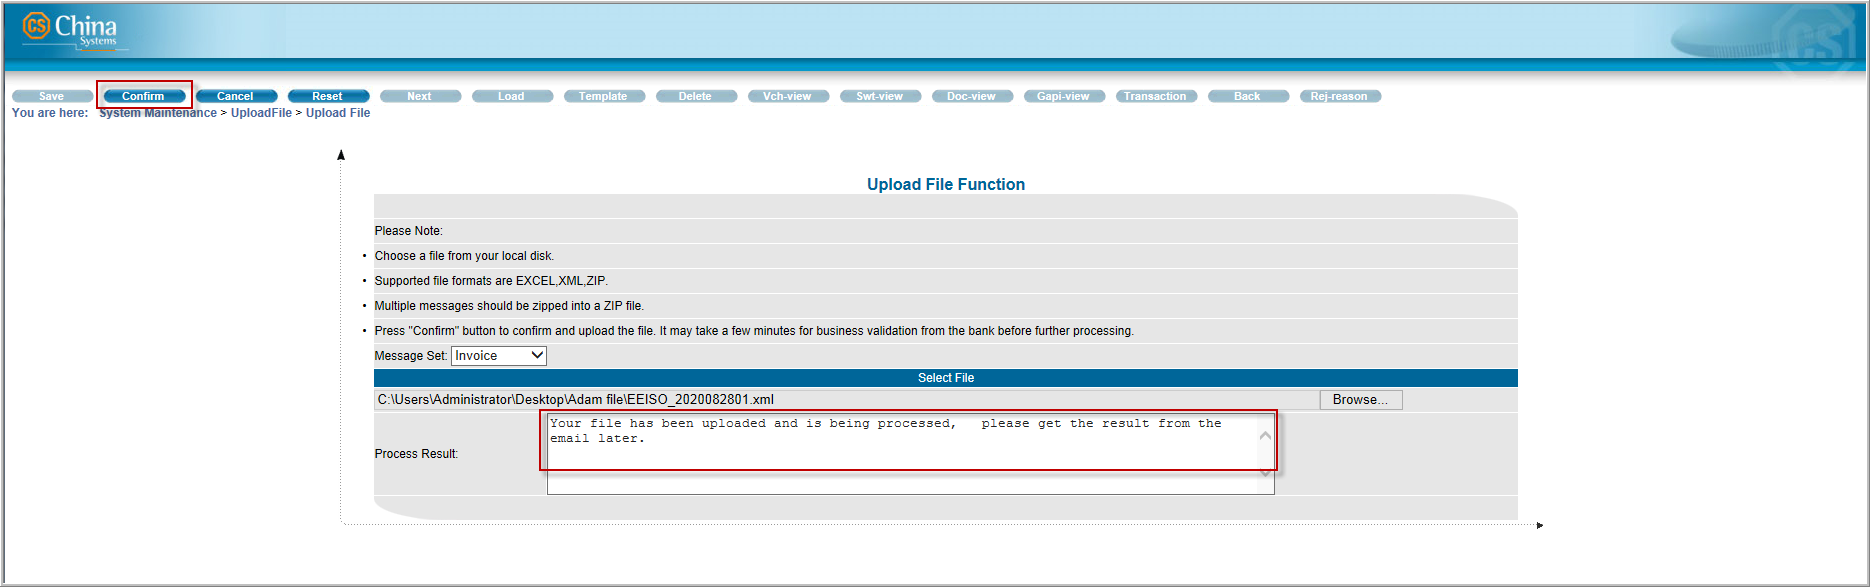 CS China
Systems
CS
Save Confirm Cancel Reset Next Load Template Delete Vch-view Swt-view Doc-view Gapi-view Transaction Back Rej-reason
You are here: System Maintenance > UploadFile > Upload File
Upload File Function
Please Note:
• Choose a file from your local disk.
• Supported file formats are EXCEL,XML,ZIP.
• Multiple messages should be zipped into a ZIP file.
• Press "Confirm" button to confirm and upload the file. It may take a few minutes for business validation from the bank before further processing.
Message Set: Invoice
Select File
C:\Users\Administrator\Desktop\Adam file\EEISO_2020082801.xml Browse...
Your file has been uploaded and is being processed, please get the result from the
email later.
Process Result: